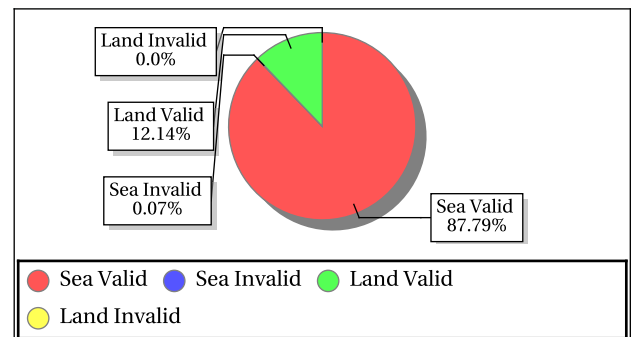 Land Invalid
0.0%
Land Valid
12.14%
Sea Invalid
0.07%
Sea Valid
87.79%
Sea Valid Sea Invalid Land Valid
Land Invalid